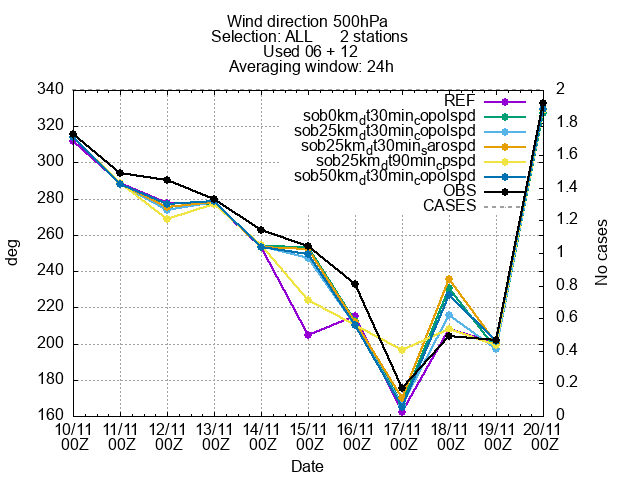 Wind direction 500hPa
Selection: ALL 2 stations
Used 06 + 12
Averaging window: 24h
340
320
300
280
260
240
220
200
180
160
deg
2
1.8
1.6
1.4
1.2
1
0.8
0.6
0.4
0.2
0
No cases
REF
sob0km_dt30min_copolspd
sob25km_dt30min_copolspd
sob25km_dt30min_sarospd
sob25km_dt90min_cpspd
sob50km_dt30min_copolspd
OBS
CASES
10/11 11/11 12/11 13/11 14/11 15/11 16/11 17/11 18/11 19/11 20/11
00Z 00Z 00Z 00Z 00Z 00Z 00Z 00Z 00Z 00Z 00Z
Date